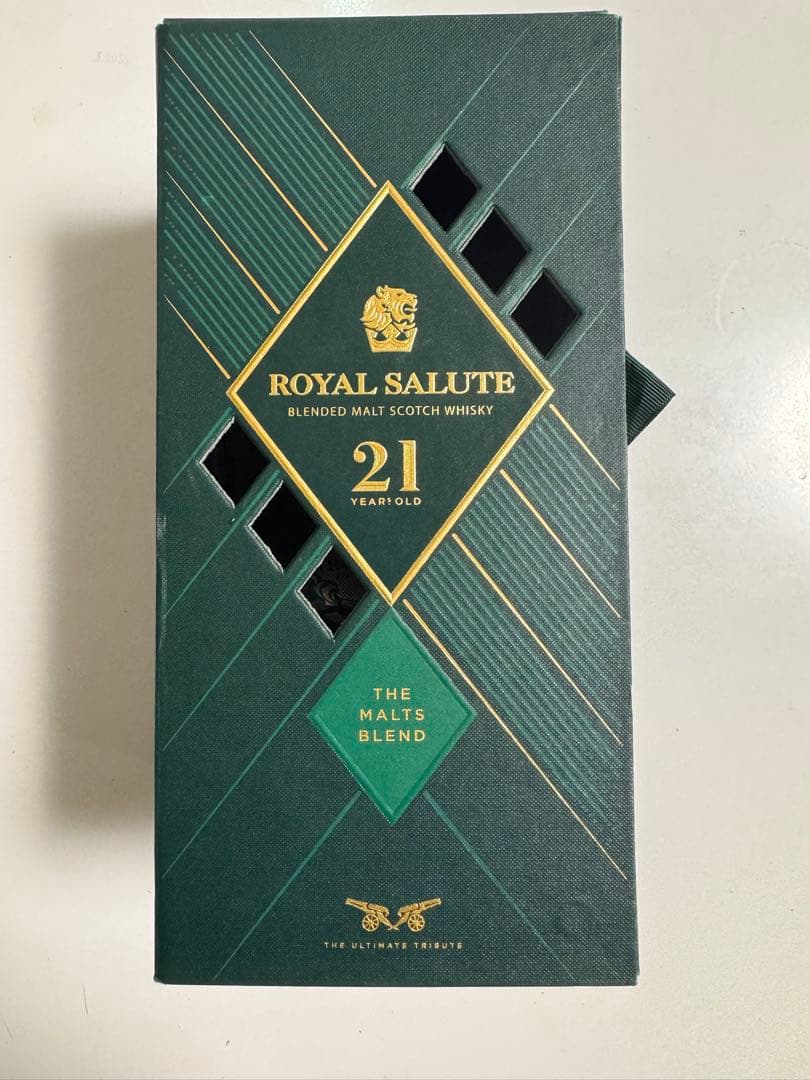 ROYAL SALUTE
BLENDED MALT SCOTCH WHISKY
21
YEARS OLD
THE
MALTS
BLEND
THE ULTIMATE TRIBUTE